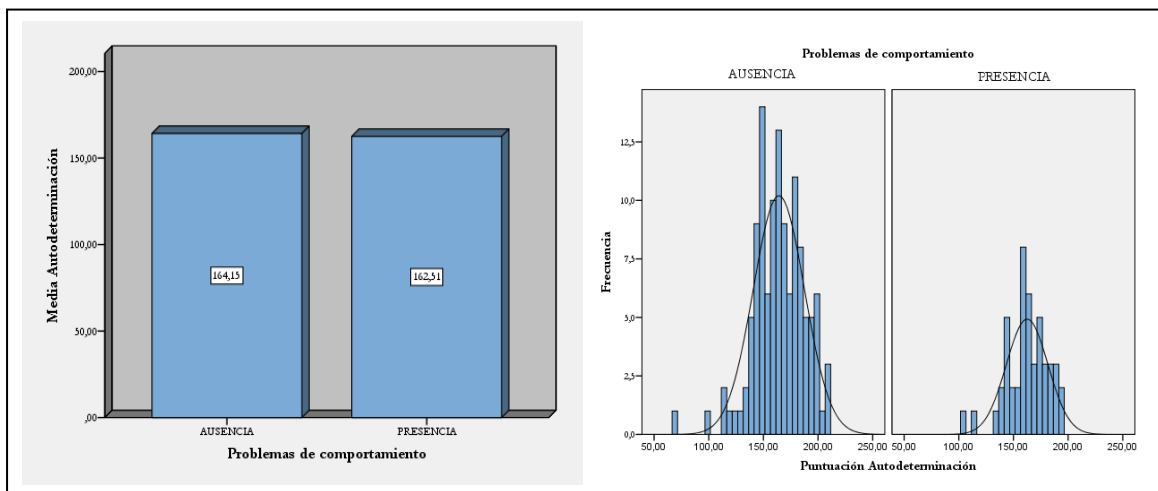 200,00
150,00
100,00
50,00
,00
Media Autodeterminación
164,15
162,51
AUSENCIA PRESENCIA
Problemas de comportamiento
Problemas de comportamiento
AUSENCIA PRESENCIA
12,5
10,0
7,5
5,0
2,5
0,0
Frecuencia
50,00 100,00 150,00 200,00 250,00 50,00 100,00 150,00 200,00 250,00
Puntuación Autodeterminación